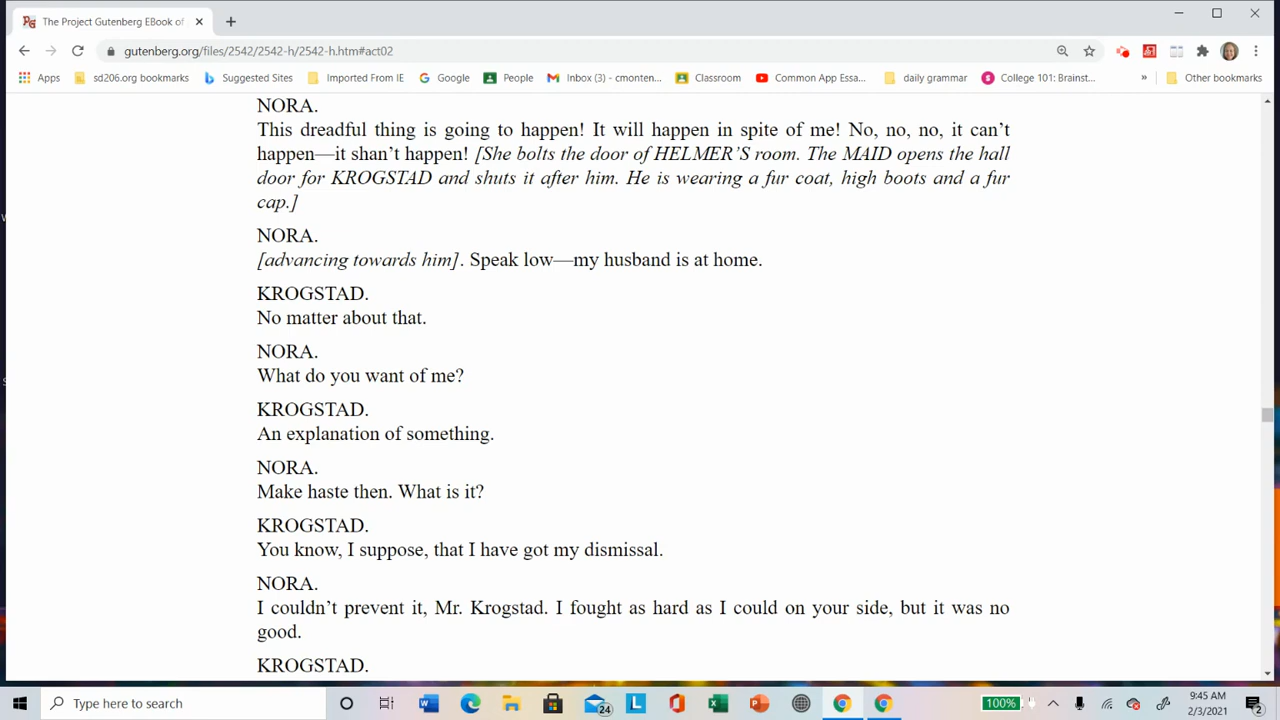 The Project Gutenberg EBook of
gutenberg.org/files/2542/2542-h/2542-h.htm#act02
Apps sd206.org bookmarks Suggested Sites Imported From IE Google People Inbox (3) - cmonten... Classroom Common App Essa... daily grammar College 101: Brainst... » Other bookmarks
NORA.
This dreadful thing is going to happen! It will happen in spite of me! No, no, no, it can’t
happen—it shan’t happen! [She bolts the door of HELMER’S room. The MAID opens the hall
door for KROGSTAD and shuts it after him. He is wearing a fur coat, high boots and a fur
cap.]
NORA.
[advancing towards him]. Speak low—my husband is at home.
KROGSTAD.
No matter about that.
NORA.
What do you want of me?
KROGSTAD.
An explanation of something.
NORA.
Make haste then. What is it?
KROGSTAD.
You know, I suppose, that I have got my dismissal.
NORA.
I couldn’t prevent it, Mr. Krogstad. I fought as hard as I could on your side, but it was no
good.
KROGSTAD.
Type here to search
24
100%
9:45 AM
2/3/2021
2